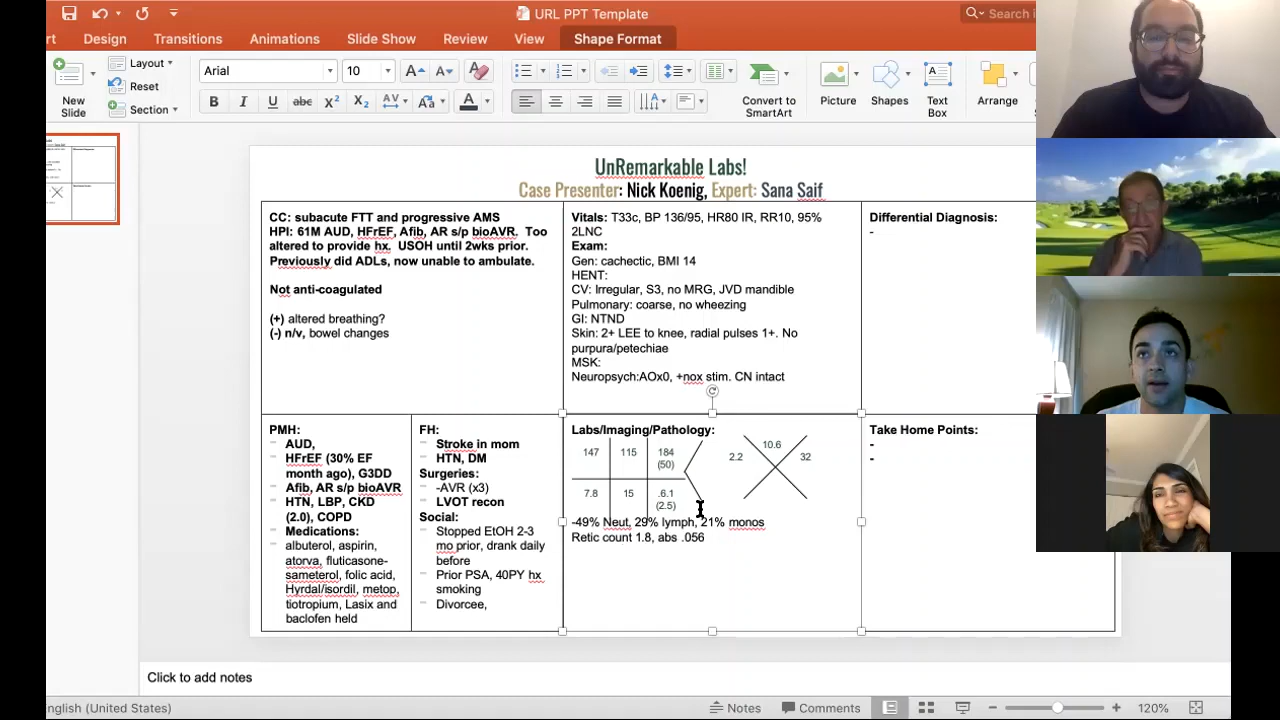 URL PPT Template
Search i
rt
Design
Transitions
Animations
Slide Show
Review
View
Shape Format
New
Slide
Layout
Reset
Section
Arial
10
Convert to
SmartArt
Picture
Shapes
Text
Box
Arrange
UnRemarkable Labs!
Case Presenter: Nick Koenig, Expert: Sana Saif
CC: subacute FTT and progressive AMS
HPI: 61M AUD, HFrEF, Afib, AR s/p bioAVR. Too
altered to provide hx. USOH until 2wks prior.
Previously did ADLs, now unable to ambulate.
Not anti-coagulated
(+) altered breathing?
(-) n/v, bowel changes
Vitals: T33c, BP 136/95, HR80 IR, RR10, 95%
2LNC
Exam:
Gen: cachectic, BMI 14
HENT:
CV: Irregular, S3, no MRG, JVD mandible
Pulmonary: coarse, no wheezing
GI: NTND
Skin: 2+ LEE to knee, radial pulses 1+. No
purpura/petechiae
MSK:
Neuropsych:AOx0, +nox stim. CN intact
Differential Diagnosis:
-
PMH:
- AUD,
- HFrEF (30% EF
month ago), G3DD
- Afib, AR s/p bioAVR
- HTN, LBP, CKD
(2.0), COPD
- Medications:
- albuterol, aspirin,
atorva, fluticasone-
sameterol, folic acid,
Hyrdal/isordil, metop,
tiotropium, Lasix and
baclofen held
FH:
- Stroke in mom
- HTN, DM
Surgeries:
- -AVR (x3)
- LVOT recon
Social:
- Stopped EtOH 2-3
mo prior, drank daily
before
- Prior PSA, 40PY hx
smoking
- Divorcee,
Labs/Imaging/Pathology:
147 115 184
(50)
7.8 15 .6.1
(2.5)
2.2 10.6 32
-49% Neut, 29% lymph, 21% monos
Retic count 1.8, abs .056
Take Home Points:
-
-
Click to add notes
nglish (United States)
Notes
Comments
120%